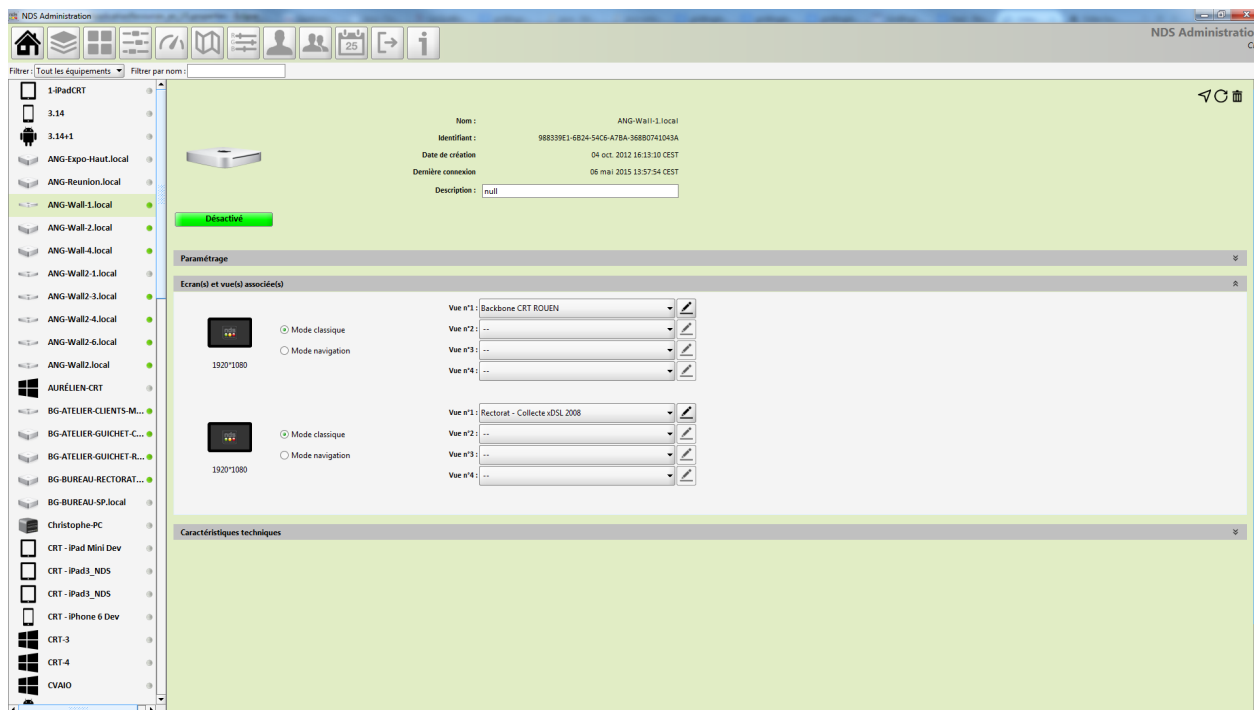 NDS Administration
25
NDS Administratio
Filtrer : Tout les équipements Filtrer par nom :
1-iPadCRT
3.14
3.14+1
ANG-Expo-Haut.local
ANG-Reunion.local
ANG-Wall-1.local
ANG-Wall-2.local
ANG-Wall-4.local
ANG-Wall2-1.local
ANG-Wall2-3.local
ANG-Wall2-4.local
ANG-Wall2-6.local
ANG-Wall2.local
AURÉLIEN-CRT
BG-ATELIER-CLIENTS-M...
BG-ATELIER-GUICHET-C...
BG-ATELIER-GUICHET-R...
BG-BUREAU-RECTORAT...
BG-BUREAU-SP.local
Christophe-PC
CRT - iPad Mini Dev
CRT - iPad3_NDS
CRT - iPad3_NDS
CRT - iPhone 6 Dev
CRT-3
CRT-4
CVAIO
Nom : ANG-Wall-1.local
Identifiant : 988339E1-6B24-54C6-A7BA-368B0741043A
Date de création 04 oct. 2012 16:13:10 CEST
Dernière connexion 06 mai 2015 13:57:54 CEST
Description : null
Désactivé
Paramétrage
Ecran(s) et vue(s) associée(s)
Vue n°1 : Backbone CRT ROUEN
nds Mode classique Vue n°2 : --
Mode navigation Vue n°3 : --
1920*1080 Vue n°4 : --
Vue n°1 : Rectorat - Collecte xDSL 2008
nds Mode classique Vue n°2 : --
Mode navigation Vue n°3 : --
1920*1080 Vue n°4 : --
Caractéristiques techniques